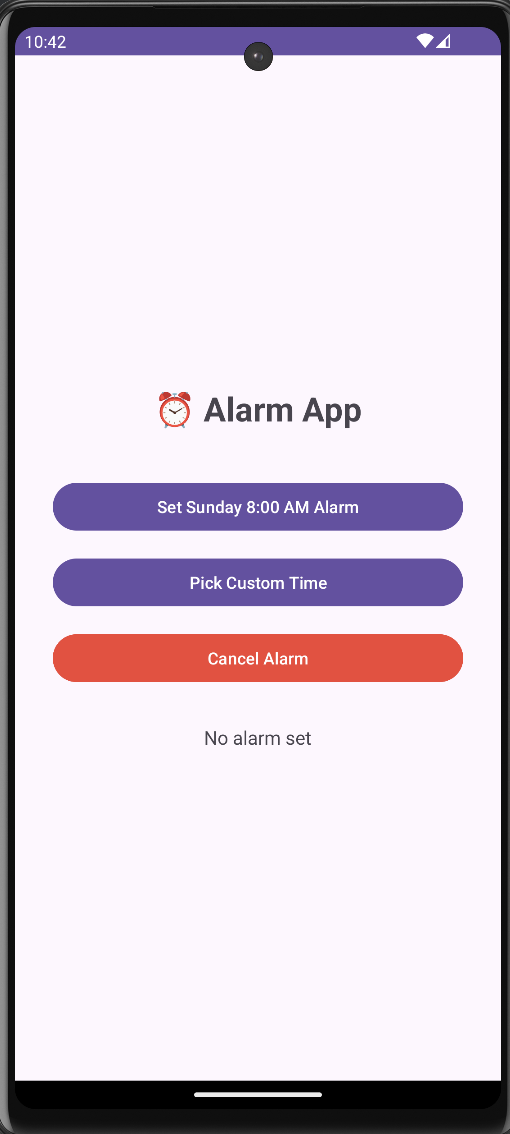 10:42
⏰ Alarm App
Set Sunday 8:00 AM Alarm
Pick Custom Time
Cancel Alarm
No alarm set